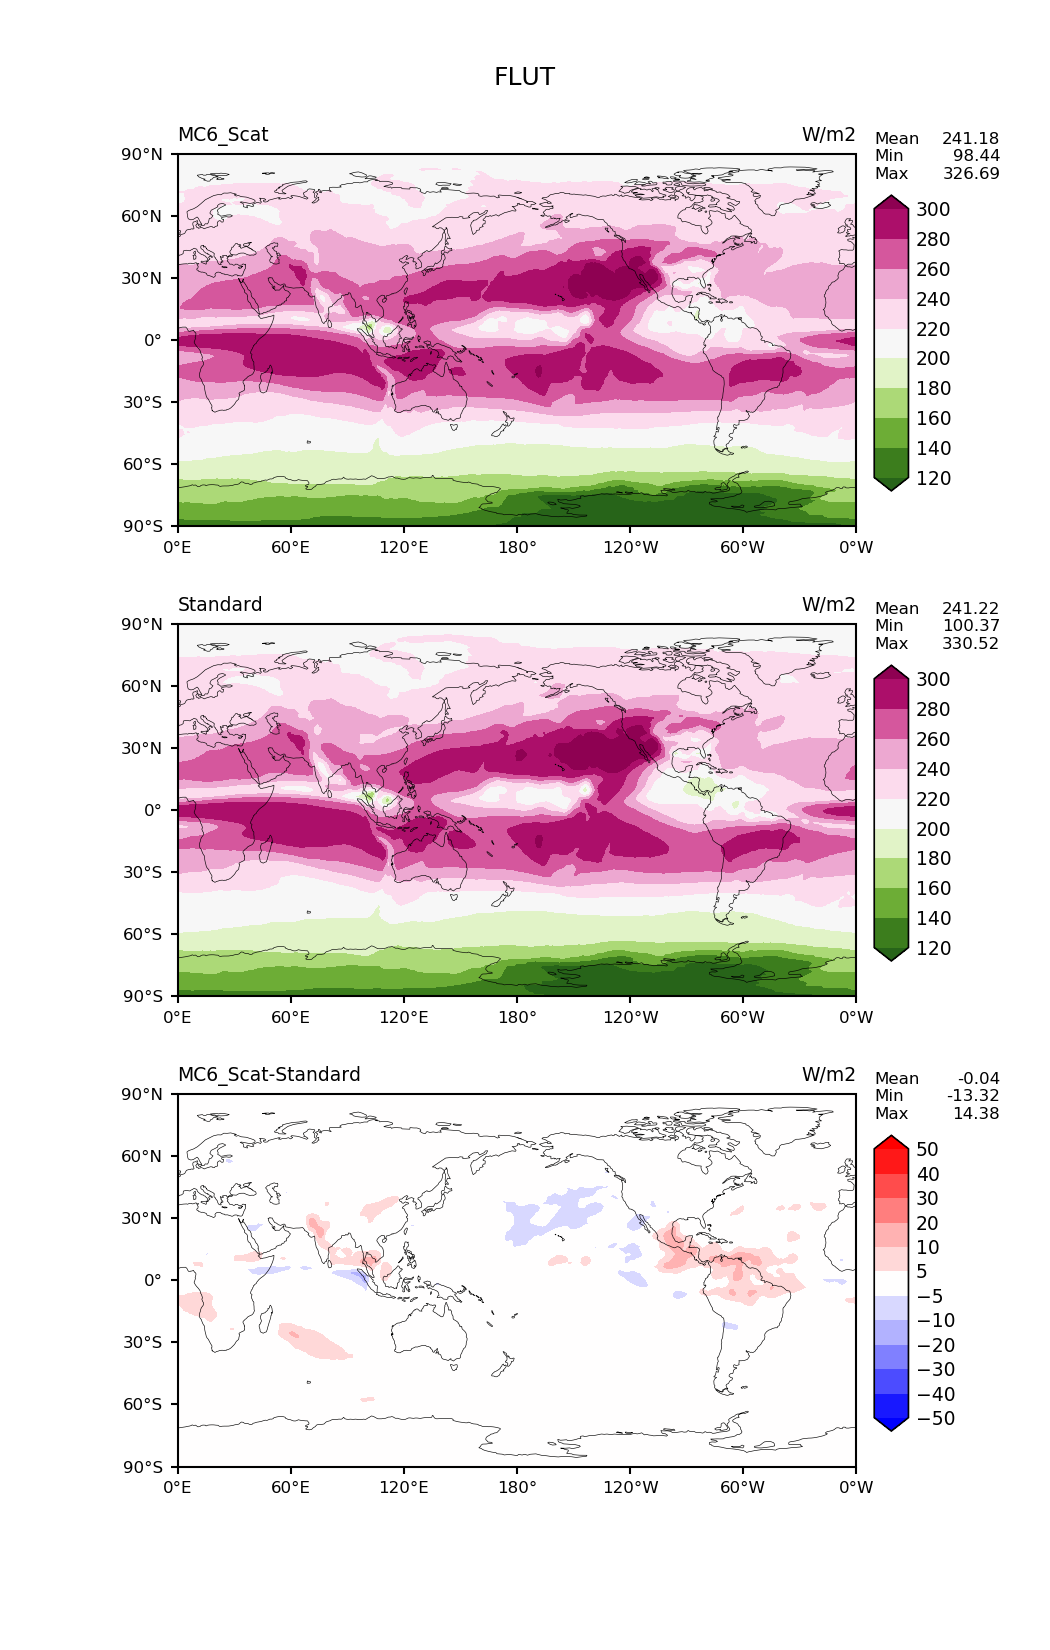 FLUT
MC6_Scat W/m2
Mean 241.18
Min 98.44
Max 326.69
90°N
60°N
30°N
0°
30°S
60°S
90°S
0°E 60°E 120°E 180° 120°W 60°W 0°W
300
280
260
240
220
200
180
160
140
120
Standard W/m2
Mean 241.22
Min 100.37
Max 330.52
90°N
60°N
30°N
0°
30°S
60°S
90°S
0°E 60°E 120°E 180° 120°W 60°W 0°W
300
280
260
240
220
200
180
160
140
120
MC6_Scat-Standard W/m2
Mean -0.04
Min -13.32
Max 14.38
90°N
60°N
30°N
0°
30°S
60°S
90°S
0°E 60°E 120°E 180° 120°W 60°W 0°W
50
40
30
20
10
5
−5
−10
−20
−30
−40
−50